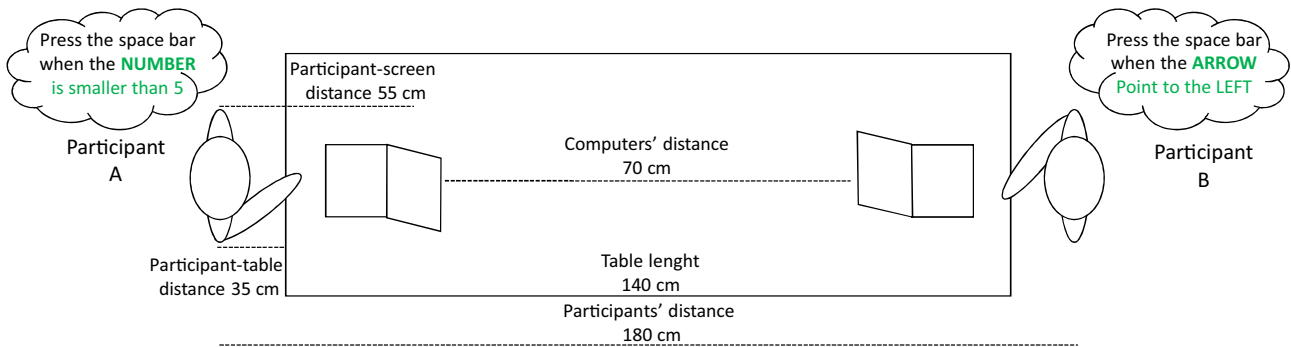 Press the space bar
when the NUMBER
is smaller than 5
Participant
A
Participant-screen
distance 55 cm
Computers’ distance
70 cm
Press the space bar
when the ARROW
Point to the LEFT
Participant
B
Participant-table
distance 35 cm
Table lenght
140 cm
Participants’ distance
180 cm